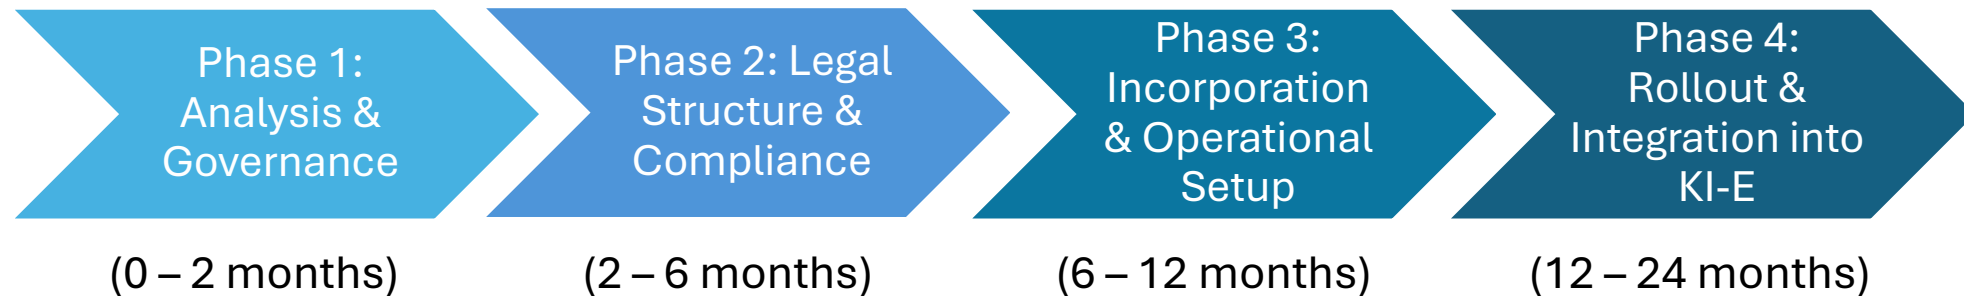 Phase 1:
Analysis &
Governance
Phase 2: Legal
Structure &
Compliance
Phase 3:
Incorporation
& Operational
Setup
Phase 4:
Rollout &
Integration into
KI-E
(0 – 2 months)
(2 – 6 months)
(6 – 12 months)
(12 – 24 months)